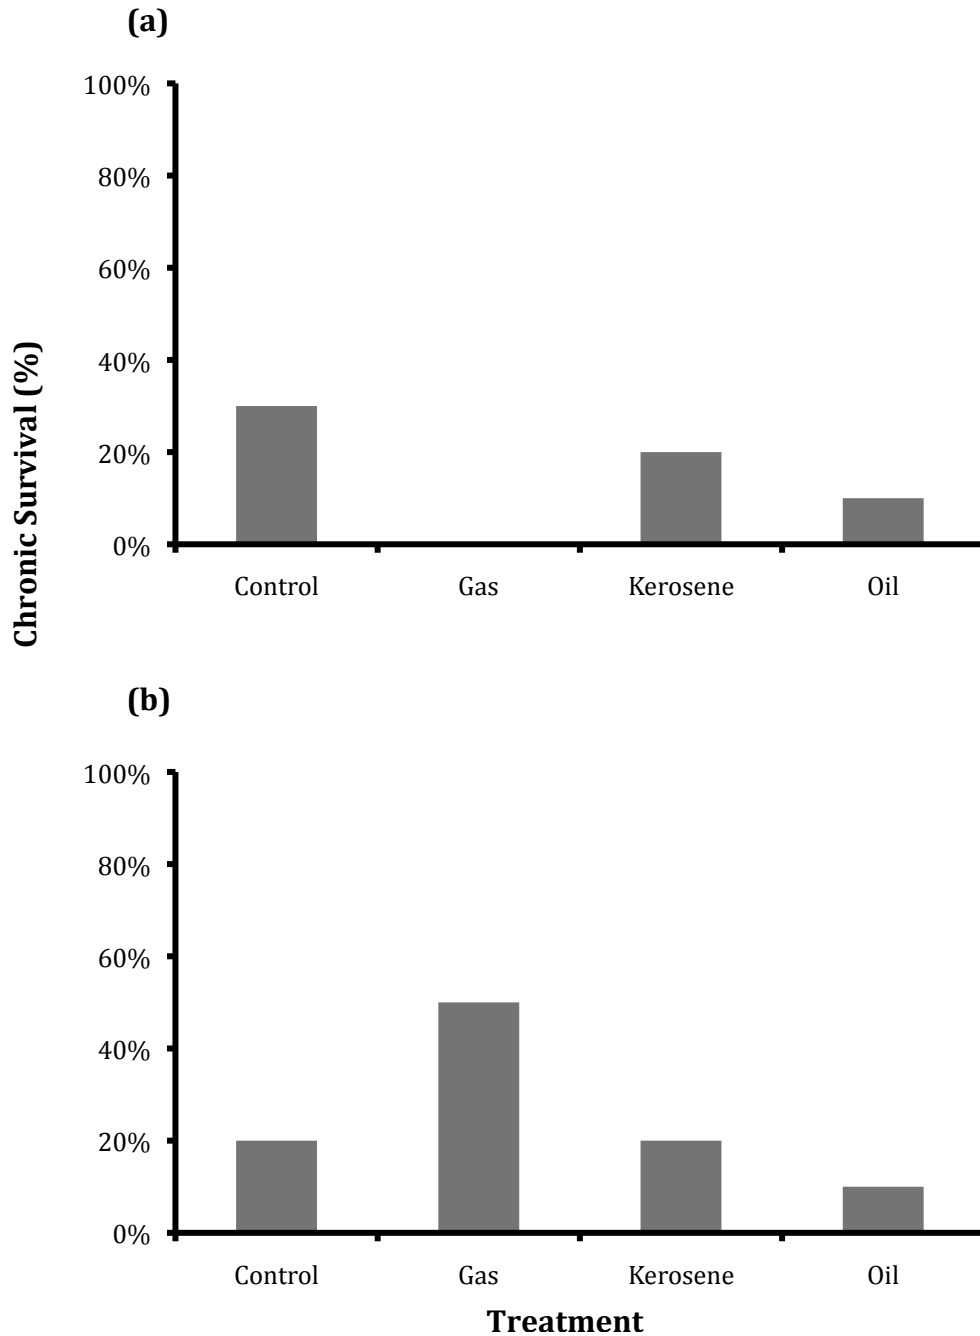 (a)
100%
80%
60%
40%
20%
0%
Control Gas Kerosene Oil
Chronic Survival (%)
(b)
100%
80%
60%
40%
20%
0%
Control Gas Kerosene Oil
Treatment